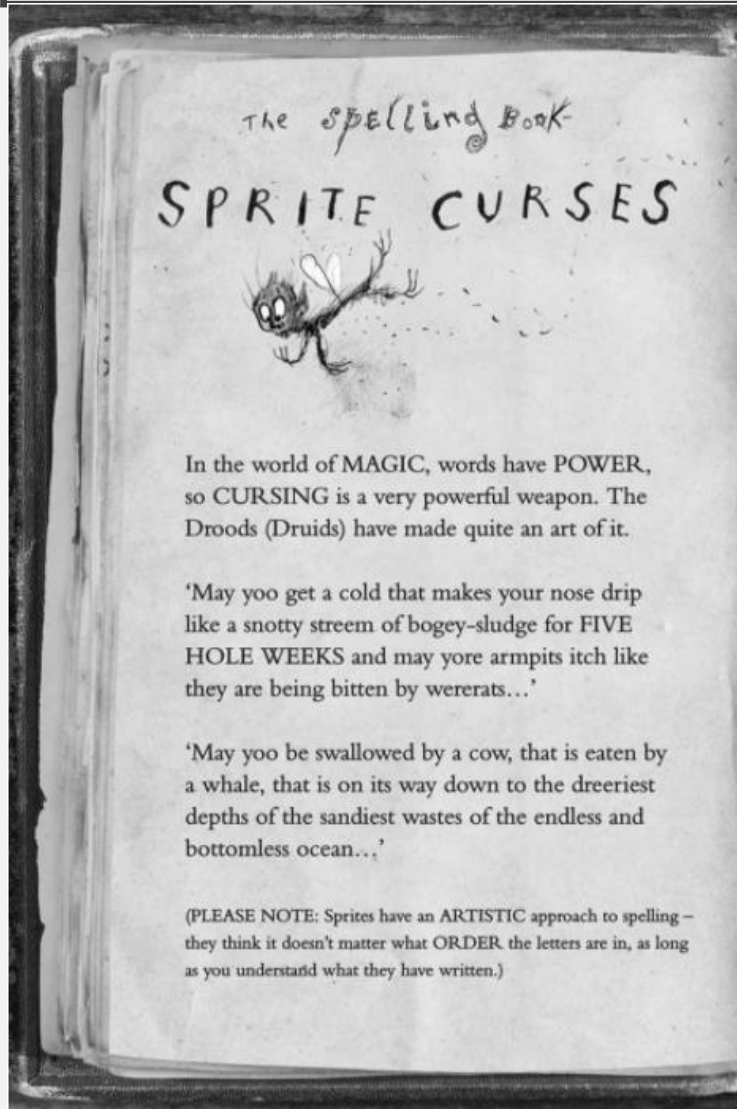 The Spelling Book
SPRITE CURSES
In the world of MAGIC, words have POWER,
so CURSING is a very powerful weapon. The
Droods (Druids) have made quite an art of it.
‘May yoo get a cold that makes your nose drip
like a snotty streem of bogey-sludge for FIVE
HOLE WEEKS and may yore armpits itch like
they are being bitten by wererats...’
‘May yoo be swallowed by a cow, that is eaten by
a whale, that is on its way down to the dreeriest
depths of the sandiest wastes of the endless and
bottomless ocean...’
(PLEASE NOTE: Sprites have an ARTISTIC approach to spelling –
they think it doesn’t matter what ORDER the letters are in, as long
as you understand what they have written.)